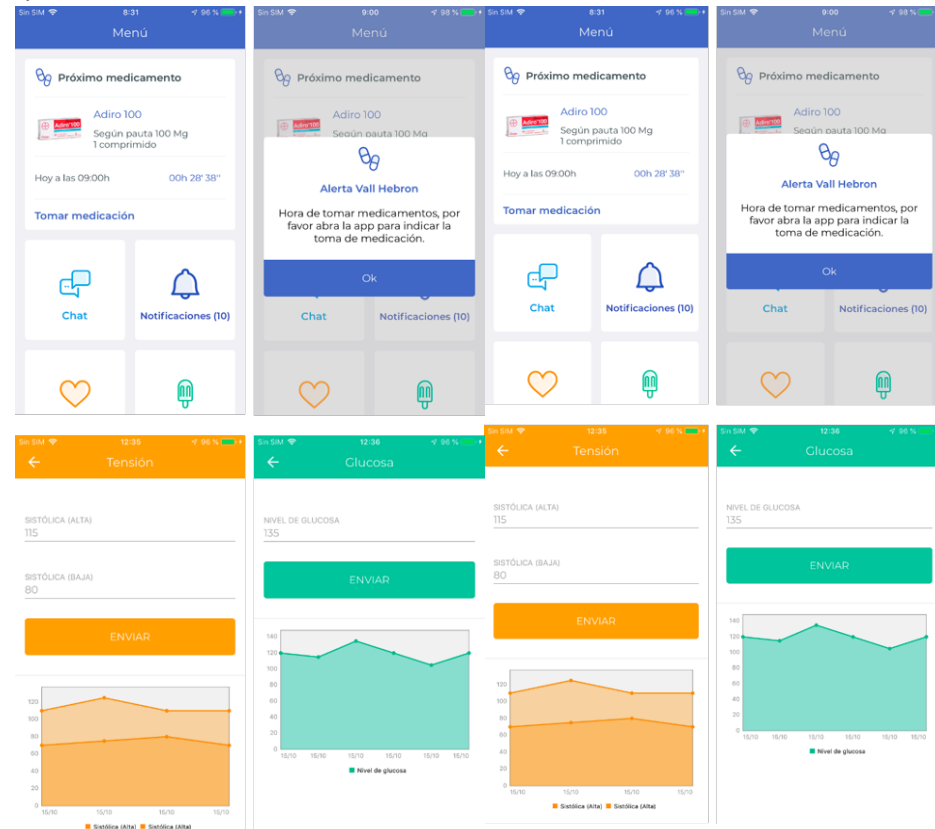 Sin SIM 8:31 96 %
Menú
Próximo medicamento
Adiro 100
Adiro 100
Según pauta 100 Mg
1 comprimido
Hoy a las 09:00h 00h 28' 38''
Tomar medicación
Chat
Notificaciones (10)
Sin SIM 9:00 98 %
Menú
Próximo medicamento
Adiro 100
Según pauta 100 Mg
Alerta Vall Hebron
Hora de tomar medicamentos, por
favor abra la app para indicar la
toma de medicación.
Ok
Chat
Notificaciones (10)
Sin SIM 8:31 96 %
Menú
Próximo medicamento
Adiro 100
Adiro 100
Según pauta 100 Mg
1 comprimido
Hoy a las 09:00h 00h 28' 38''
Tomar medicación
Chat
Notificaciones (10)
Sin SIM 9:00 98 %
Menú
Próximo medicamento
Adiro 100
Según pauta 100 Mg
Alerta Vall Hebron
Hora de tomar medicamentos, por
favor abra la app para indicar la
toma de medicación.
Ok
Chat
Notificaciones (10)
Sin SIM 12:35 96 %
Tensión
SISTÓLICA (ALTA)
115
SISTÓLICA (BAJA)
80
ENVIAR
120
100
80
60
40
20
0
15/10 15/10 15/10 15/10
Sistólica (Alta) Sistólica (Alta)
Sin SIM 12:36 96 %
Glucosa
NIVEL DE GLUCOSA
135
ENVIAR
140
120
100
80
60
40
20
0
15/10 15/10 15/10 15/10 15/10 15/10
Nivel de glucosa
Sin SIM 12:35 96 %
Tensión
SISTÓLICA (ALTA)
115
SISTÓLICA (BAJA)
80
ENVIAR
120
100
80
60
40
20
0
15/10 15/10 15/10 15/10
Sistólica (Alta) Sistólica (Alta)
Sin SIM 12:36 96 %
Glucosa
NIVEL DE GLUCOSA
135
ENVIAR
140
120
100
80
60
40
20
0
15/10 15/10 15/10 15/10 15/10 15/10
Nivel de glucosa